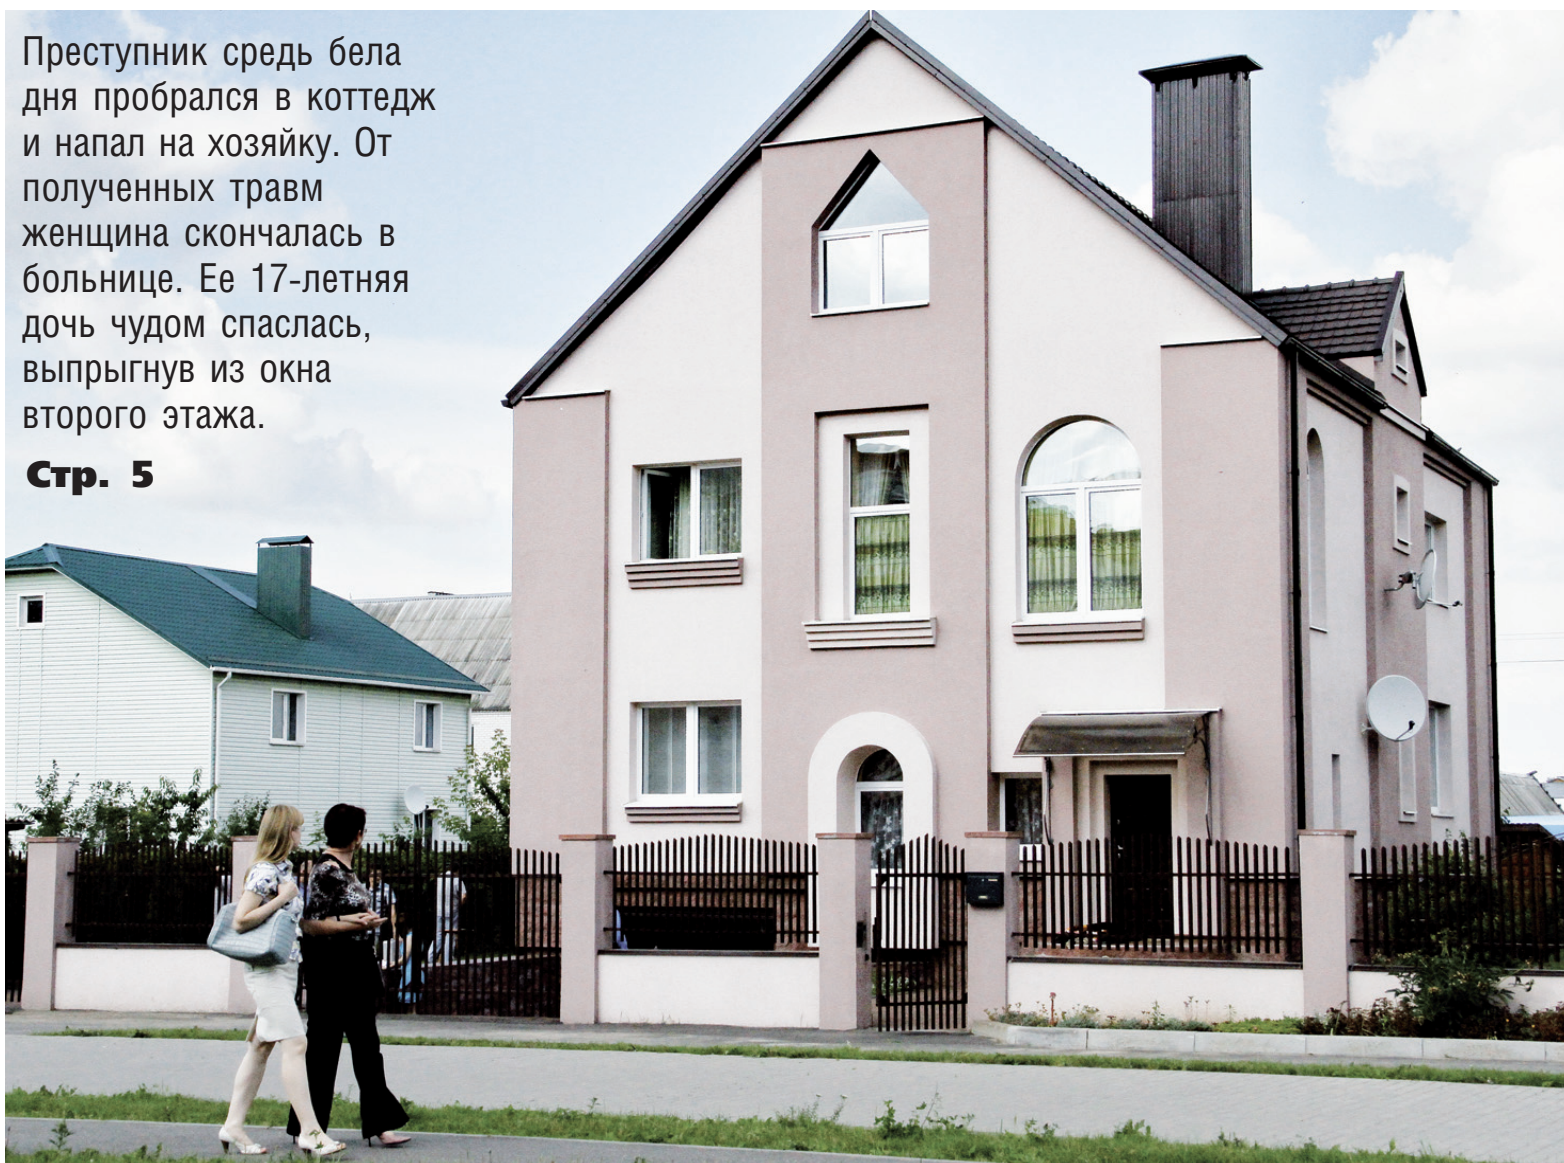 Преступник средь бела
дня пробрался в коттедж
и напал на хозяйку. От
полученных травм
женщина скончалась в
больнице. Ее 17-летняя
дочь чудом спаслась,
выпрыгнув из окна
второго этажа.
Стр. 5